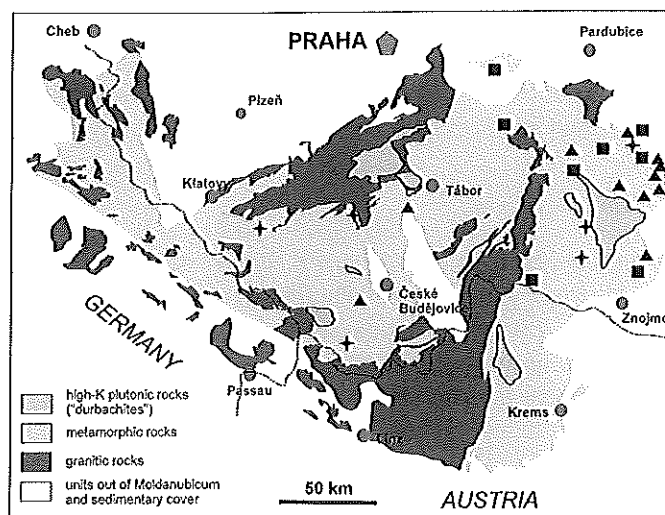 Cheb
PRAHA
Pardubice
Plzeň
Klatovy
Tábor
České
Budějovice
GERMANY
Znojmo
Passau
Krems
Linz
high-K plutonic rocks
("durbachites")
metamorphic rocks
granitic rocks
units out of Moldanubicum
and sedimentary cover
50 km
AUSTRIA